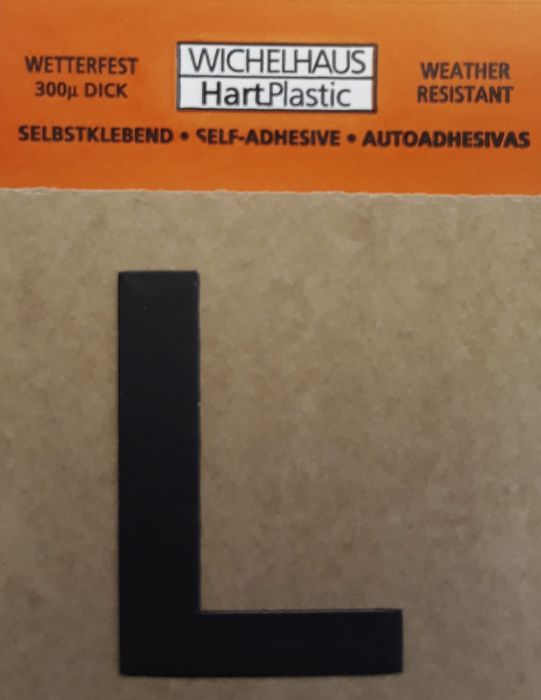 WETTERFEST
300µ DICK
WICHELHAUS
HartPlastic
WEATHER
RESISTANT
SELBSTKLEBEND • SELF-ADHESIVE • AUTOADHESIVAS
L